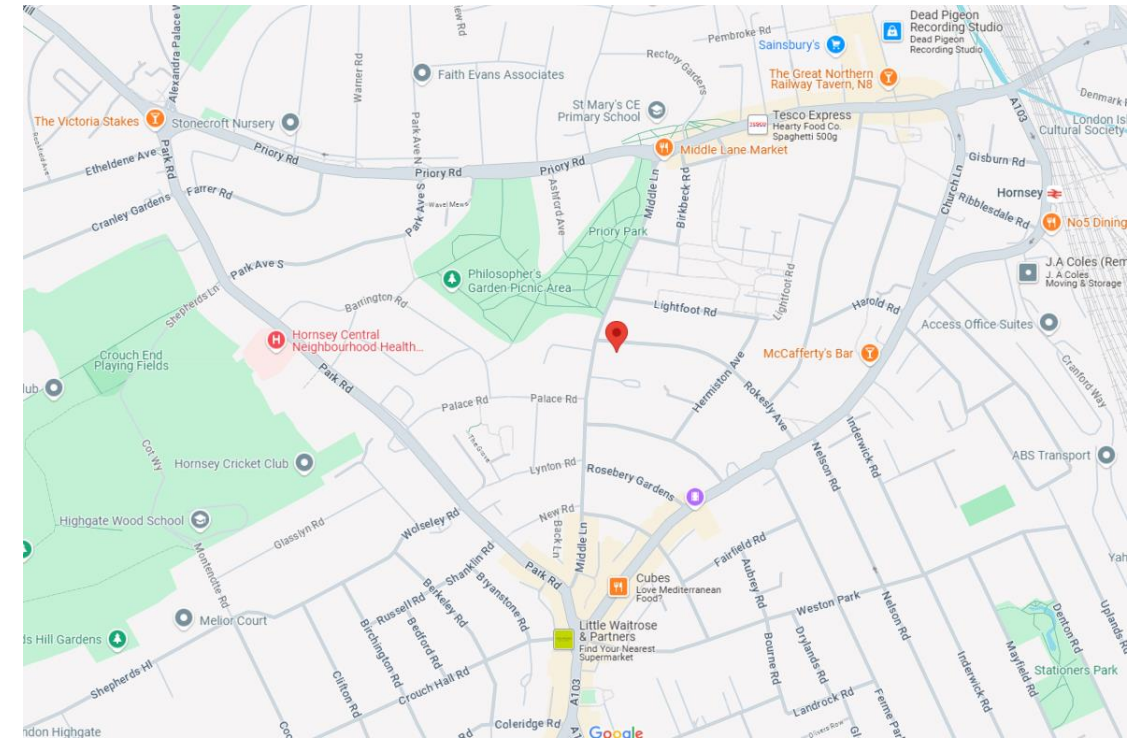 Dead Pigeon
Recording Studio
Dead Pigeon
Recording Studio
Pembroke Rd
Sainsbury's
Rectory Gardens
The Great Northern
Railway Tavern, N8
Warner Rd
Alexandra Palace W
Faith Evans Associates
St Mary's CE
Primary School
Tesco Express
Hearty Food Co.
Spaghetti 500g
A103
Denmark
London Isl
Cultural Society
The Victoria Stakes
Stonecroft Nursery
Park Ave N
Middle Lane Market
Etheldene Ave
Park Rd
Priory Rd
Priory Rd
Priory Rd
Gisburn Rd
Church Ln
Hornsey
Ribblesdale Rd
No5 Dining
Farrer Rd
Cranley Gardens
Park Ave S
Wavel Mews
Ashford Ave
Middle Ln
Birkbeck Rd
Priory Park
J.A Coles (Rem
J. A Coles
Moving & Storage
Park Ave S
Philosopher's
Garden Picnic Area
Lightfoot Rd
Lightfoot Rd
Harold Rd
Shepherds Ln
Barrington Rd
Access Office Suites
Hornsey Central
Neighbourhood Health...
Crouch End
Playing Fields
McCafferty's Bar
Cranford Way
lub
Park Rd
Hermiston Ave
Rokesly Ave
Palace Rd
Palace Rd
The Grove
Cot Wy
Hornsey Cricket Club
Lynton Rd
Rosebery Gardens
Nelson Rd
Inderwick Rd
ABS Transport
Highgate Wood School
Glasslyn Rd
Wolseley Rd
New Rd
Back Ln
Middle Ln
Fairfield Rd
Yah
Montenotte Rd
Shanklin Rd
Park Rd
Cubes
Love Mediterranean
Food?
Aubrey Rd
Weston Park
Melior Court
Russell Rd
Berkeley Rd
Bryanstone Rd
Little Waitrose
& Partners
Find Your Nearest
Supermarket
Nelson Rd
Denton Rd
Uplands Rd
ds Hill Gardens
Birchington Rd
Bedford Rd
Bourne Rd
Drylands Rd
Inderwick Rd
Mayfield Rd
Stationers Park
Shepherds Hl
Clifton Rd
Crouch Hall Rd
A103
Landrock Rd
Ferme Par
ndon Highgate
Coleridge Rd
Google